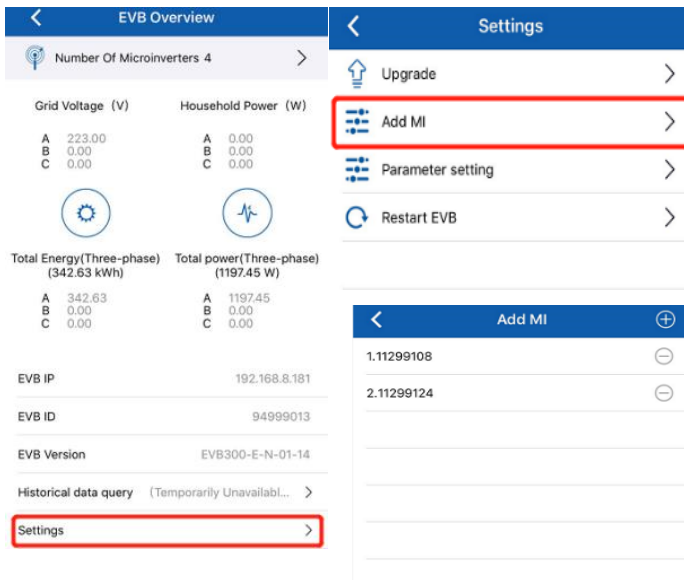 EVB Overview
Number Of Microinverters 4
Grid Voltage (V) Household Power (W)
A 223.00 A 0.00
B 0.00 B 0.00
C 0.00 C 0.00
Total Energy(Three-phase) Total power(Three-phase)
(342.63 kWh) (1197.45 W)
A 342.63 A 1197.45
B 0.00 B 0.00
C 0.00 C 0.00
EVB IP 192.168.8.181
EVB ID 94999013
EVB Version EVB300-E-N-01-14
Historical data query (Temporarily Unavailabl...
Settings
Settings
Upgrade
Add MI
Parameter setting
Restart EVB
Add MI
1.11299108
2.11299124